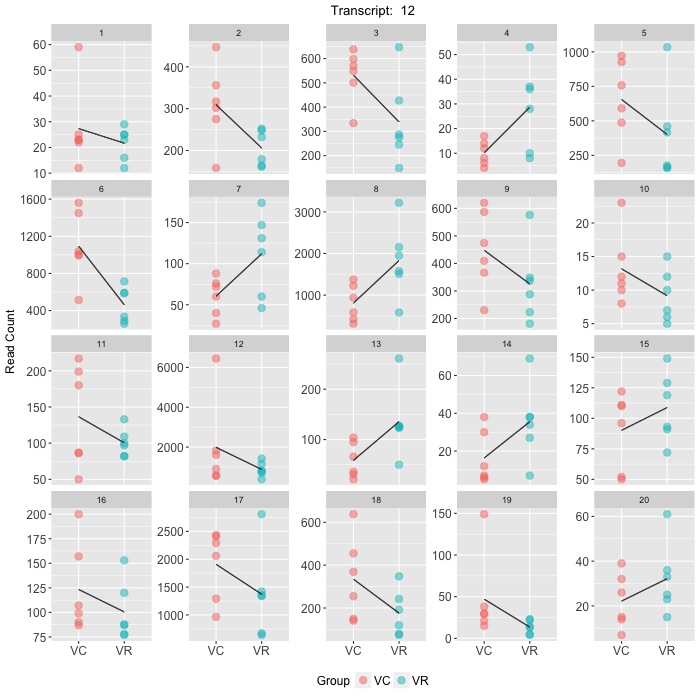 Transcript: 12
1 2 3 4 5
60 50 40 30 20 10
400 300 200
600 500 400 300 200
50 40 30 20 10
1000 750 500 250
6 7 8 9 10
1600 1200 800 400
150 100 50
3000 2000 1000
600 500 400 300 200
20 15 10 5
Read Count
11 12 13 14 15
200 150 100 50
6000 4000 2000
200 100
60 40 20
150 125 100 75 50
16 17 18 19 20
200 175 150 125 100 75
2500 2000 1500 1000
600 400 200
150 100 50 0
60 40 20
VC VR VC VR VC VR VC VR VC VR
Group VC VR